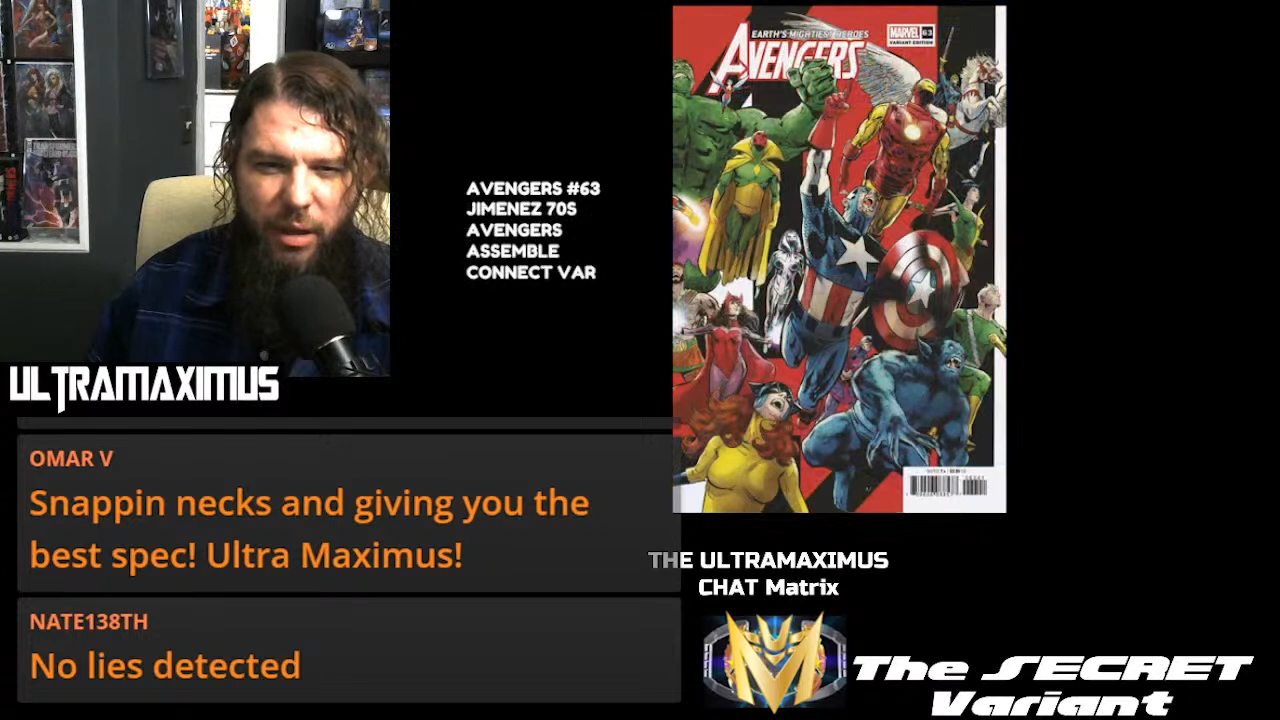 EARTH'S MIGHTIEST HEROES
AVENGERS
MARVEL 63
VARIANT EDITION
AVENGERS #63
JIMENEZ 70S
AVENGERS
ASSEMBLE
CONNECT VAR
ULTRAMAXIMUS
OMAR V
Snappin necks and giving you the
best spec! Ultra Maximus!
NATE138TH
No lies detected
THE ULTRAMAXIMUS
CHAT Matrix
The SECRET
Variant